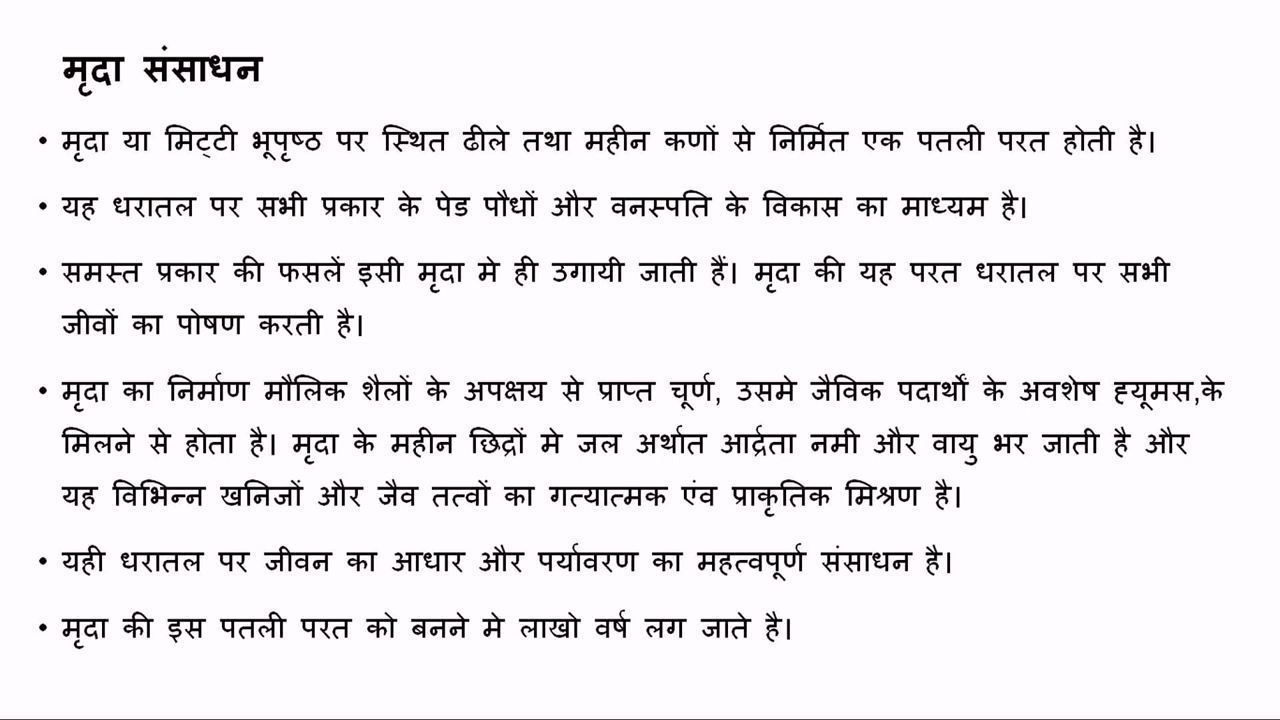 मृदा संसाधन
• मृदा या मिट्टी भूपृष्ठ पर स्थित ढीले तथा महीन कणों से निर्मित एक पतली परत होती है।
• यह धरातल पर सभी प्रकार के पेड पौधों और वनस्पति के विकास का माध्यम है।
• समस्त प्रकार की फसलें इसी मृदा मे ही उगायी जाती हैं। मृदा की यह परत धरातल पर सभी
जीवों का पोषण करती है।
• मृदा का निर्माण मौलिक शैलों के अपक्षय से प्राप्त चूर्ण, उसमे जैविक पदार्थों के अवशेष ह्यूमस,के
मिलने से होता है। मृदा के महीन छिद्रों मे जल अर्थात आर्द्रता नमी और वायु भर जाती है और
यह विभिन्न खनिजों और जैव तत्वों का गत्यात्मक एंव प्राकृतिक मिश्रण है।
• यही धरातल पर जीवन का आधार और पर्यावरण का महत्वपूर्ण संसाधन है।
• मृदा की इस पतली परत को बनने मे लाखो वर्ष लग जाते है।